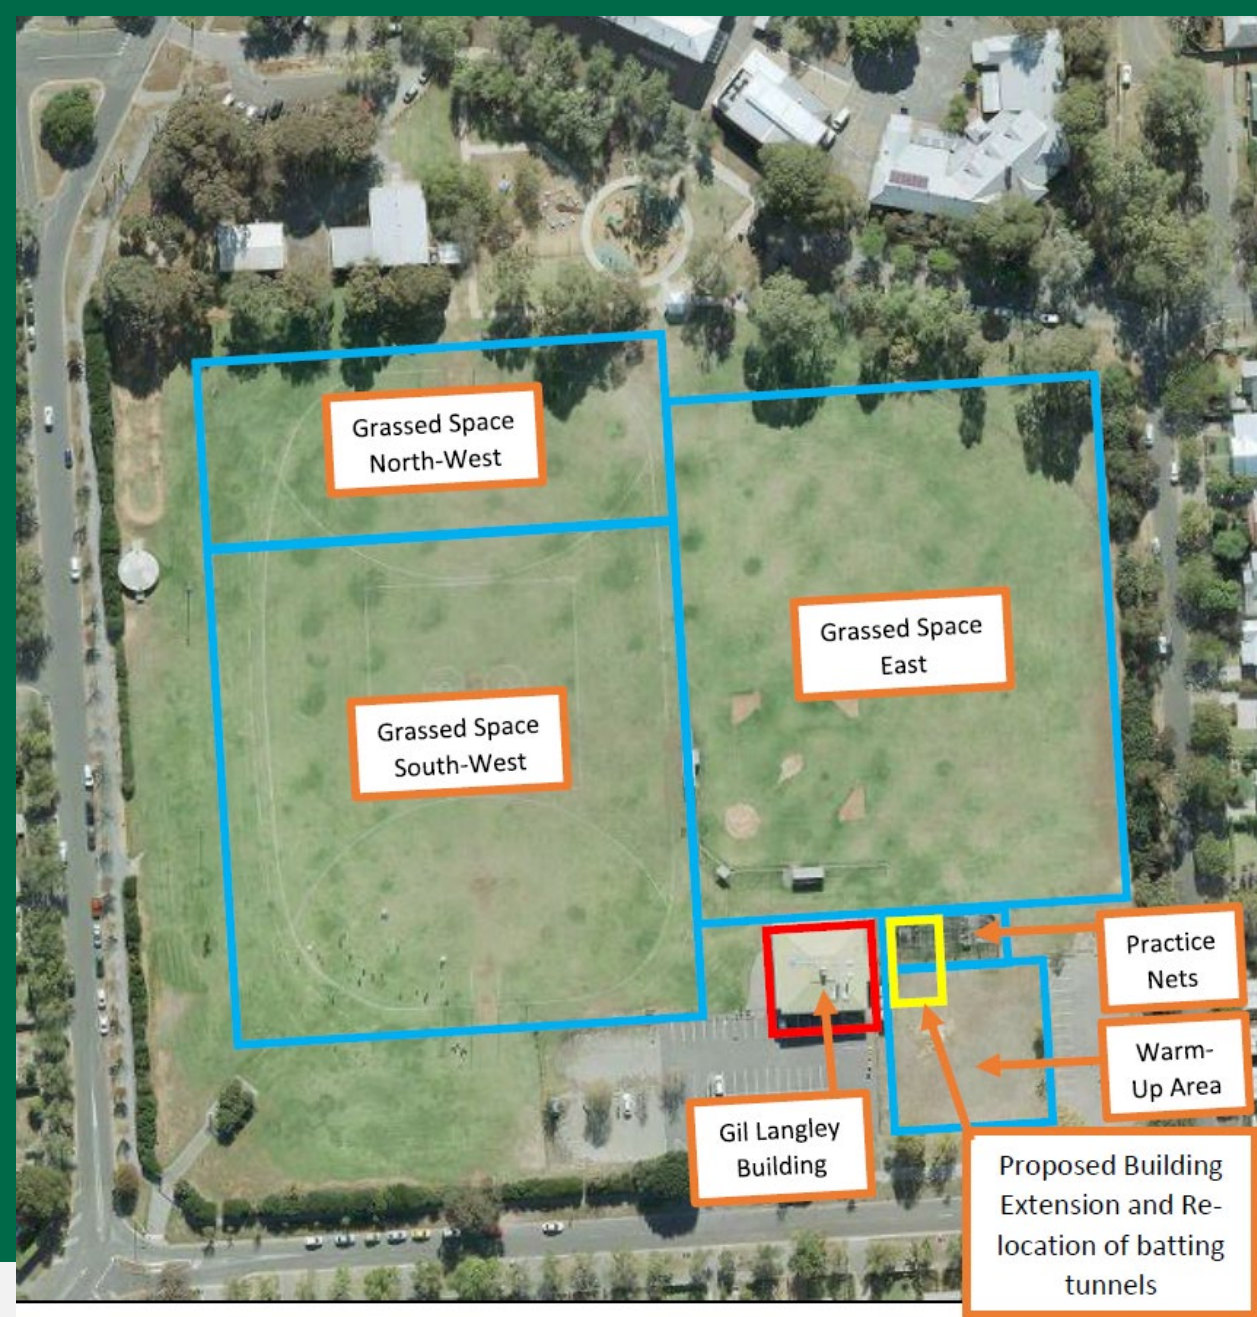 Grassed Space
North-West
Grassed Space
East
Grassed Space
South-West
Practice
Nets
Warm-
Up Area
Gil Langley
Building
Proposed Building
Extension and Re-
location of batting
tunnels